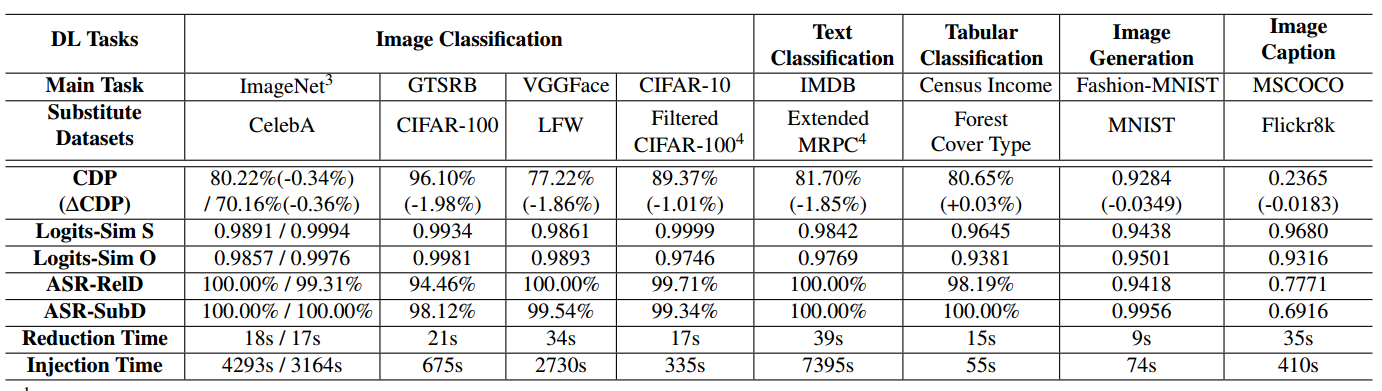 DL Tasks Image Classification Text Classification Tabular Classification Image Generation Image Caption
Main Task ImageNet3 GTSRB VGGFace CIFAR-10 IMDB Census Income Fashion-MNIST MSCOCO
Substitute Datasets CelebA CIFAR-100 LFW Filtered CIFAR-1004 Extended MRPC4 Forest Cover Type MNIST Flickr8k
CDP 80.22%(-0.34%) 96.10% 77.22% 89.37% 81.70% 80.65% 0.9284 0.2365
(ΔCDP) / 70.16%(-0.36%) (-1.98%) (-1.86%) (-1.01%) (-1.85%) (+0.03%) (-0.0349) (-0.0183)
Logits-Sim S 0.9891 / 0.9994 0.9934 0.9861 0.9999 0.9842 0.9645 0.9438 0.9680
Logits-Sim O 0.9857 / 0.9976 0.9981 0.9893 0.9746 0.9769 0.9381 0.9501 0.9316
ASR-RelD 100.00% / 99.31% 94.46% 100.00% 99.71% 100.00% 98.19% 0.9418 0.7771
ASR-SubD 100.00% / 100.00% 98.12% 99.54% 99.34% 100.00% 100.00% 0.9956 0.6916
Reduction Time 18s / 17s 21s 34s 17s 39s 15s 9s 35s
Injection Time 4293s / 3164s 675s 2730s 335s 7395s 55s 74s 410s